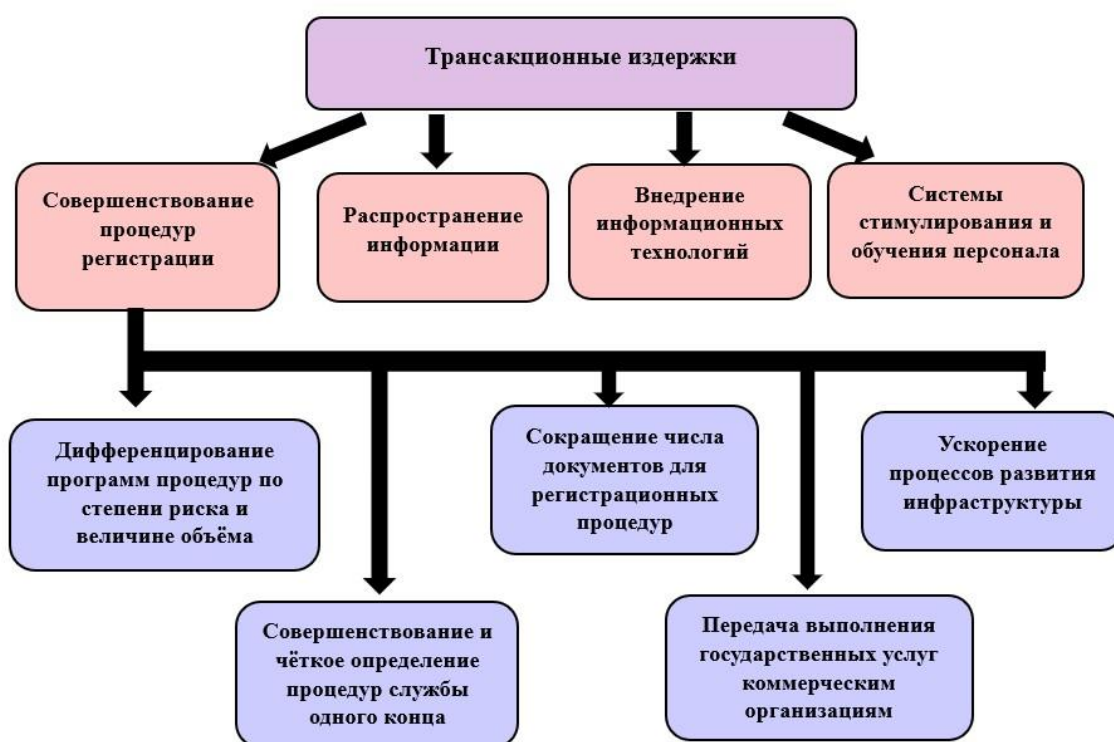 Трансакционные издержки
Совершенствование
процедур
регистрации
Распространение
информации
Внедрение
информационных
технологий
Системы
стимулирования и
обучения персонала
Дифференцирование
программ процедур по
степени риска и
величине объёма
Сокращение числа
документов для
регистрационных
процедур
Ускорение
процессов развития
инфраструктуры
Совершенствование и
чёткое определение
процедур службы
одного конца
Передача выполнения
государственных услуг
коммерческим
организациям